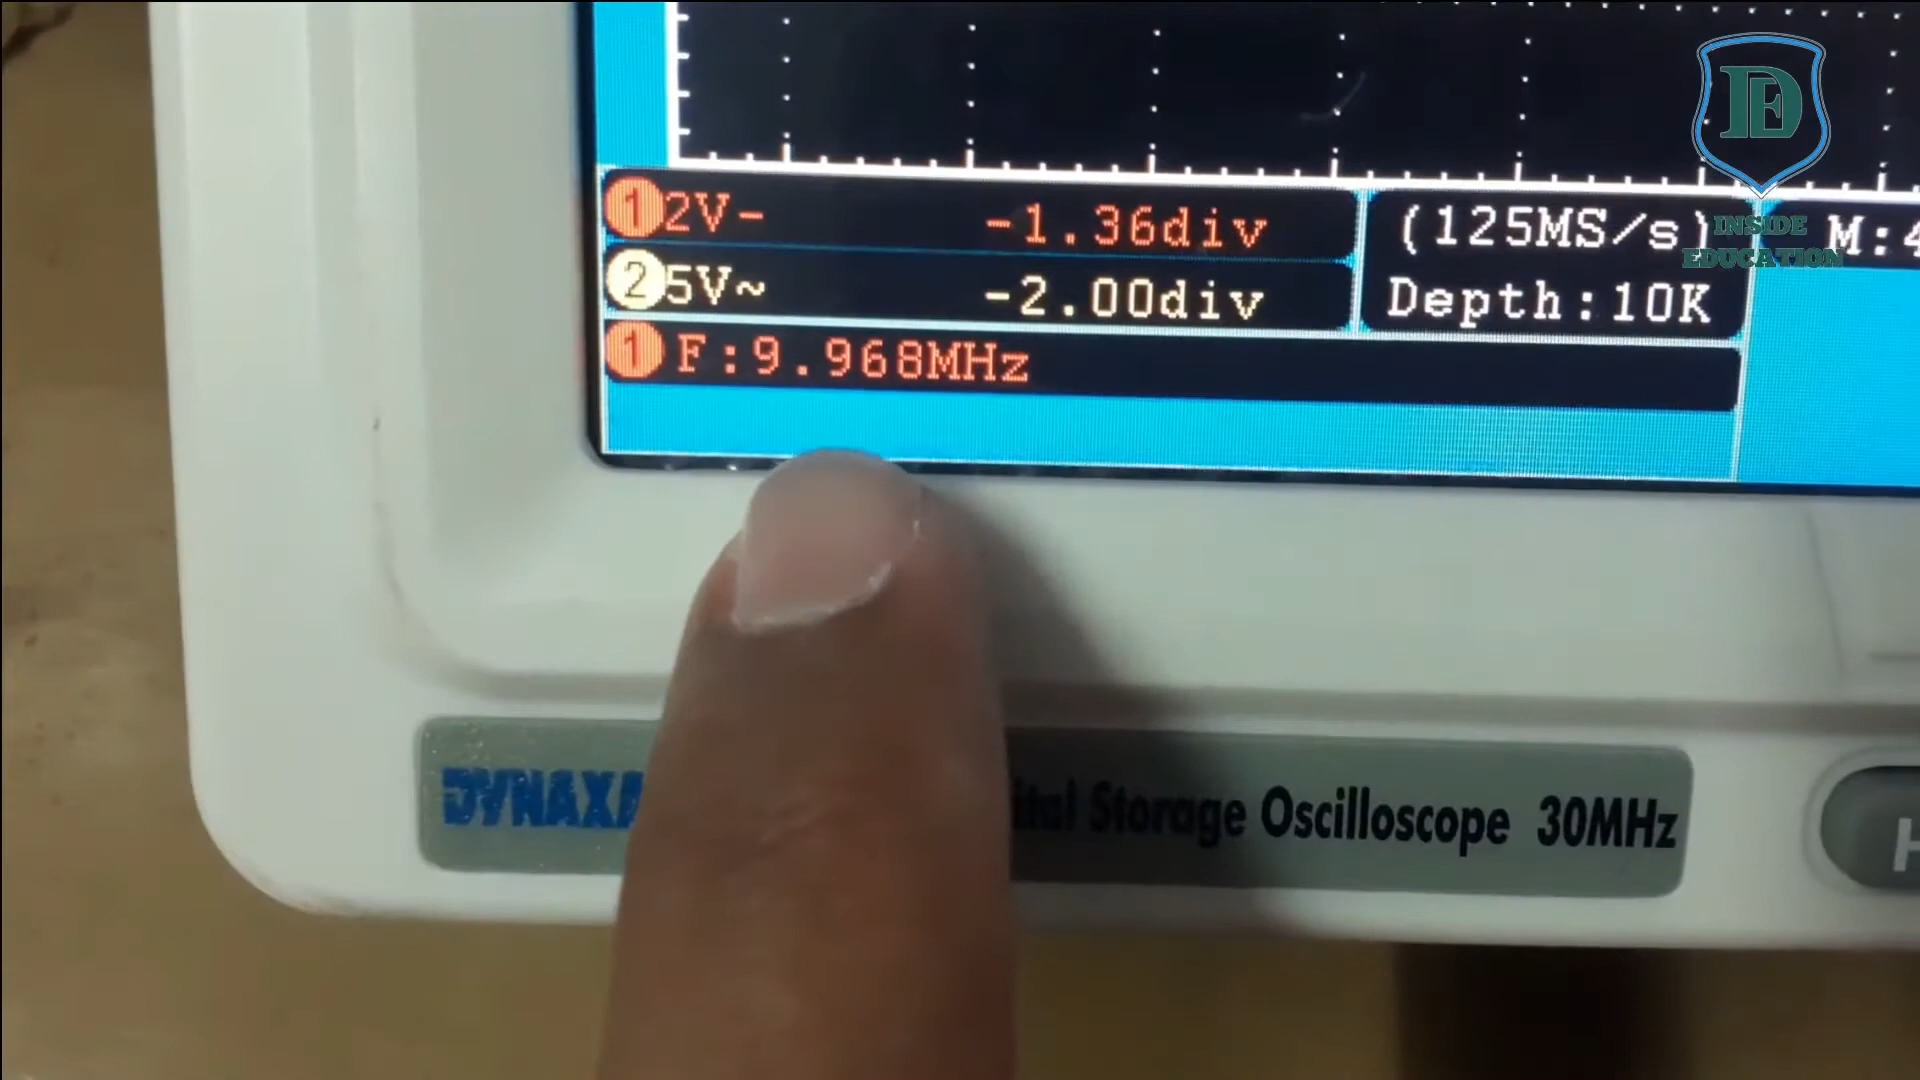 1 2V- -1.36div
2 5V~ -2.00div
(125MS/s)
Depth:10K
M:4
1 F:9.968MHz
DE
INSIDE
EDUCATION
Storage Oscilloscope 30MHz